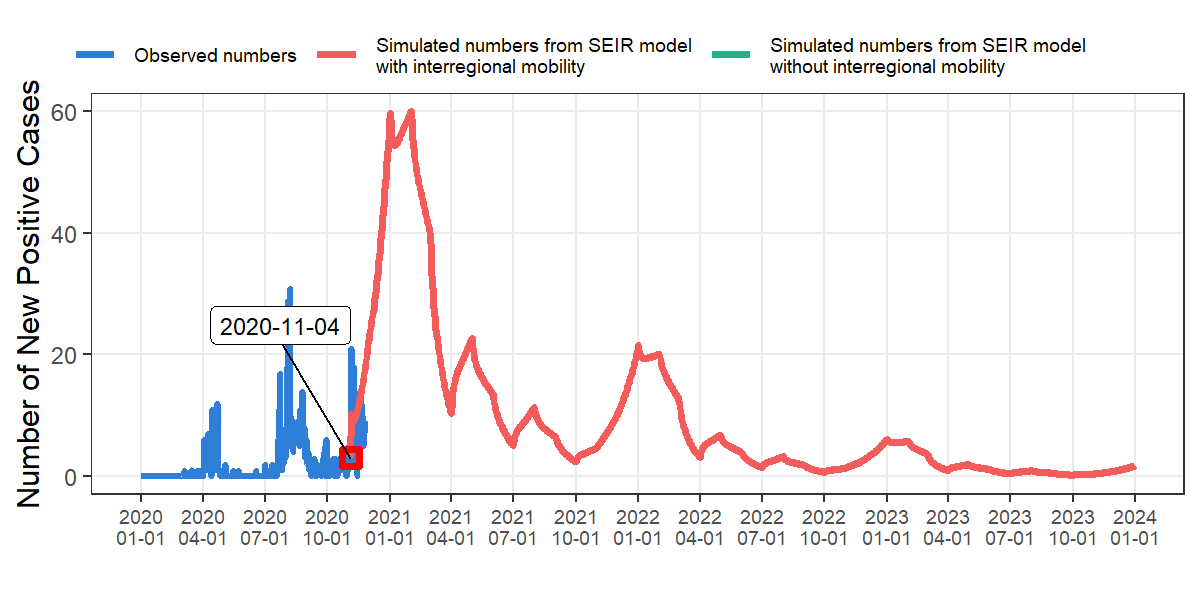 Observed numbers
Simulated numbers from SEIR model
with interregional mobility
Simulated numbers from SEIR model
without interregional mobility
Number of New Positive Cases
60
40
20
0
2020-11-04
2020 2020 2020 2020 2021 2021 2021 2021 2022 2022 2022 2022 2023 2023 2023 2023 2024
01-01 04-01 07-01 10-01 01-01 04-01 07-01 10-01 01-01 04-01 07-01 10-01 01-01 04-01 07-01 10-01 01-01